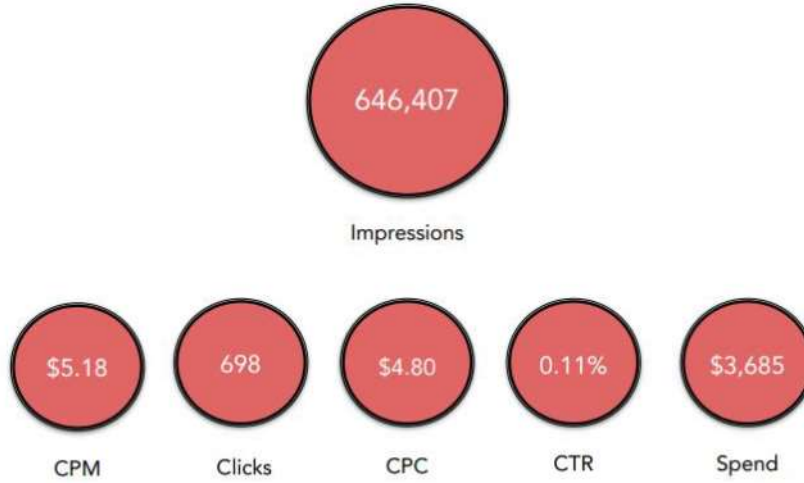 646,407
Impressions
$5.18
698
$4.80
0.11%
$3,685
CPM
Clicks
CPC
CTR
Spend